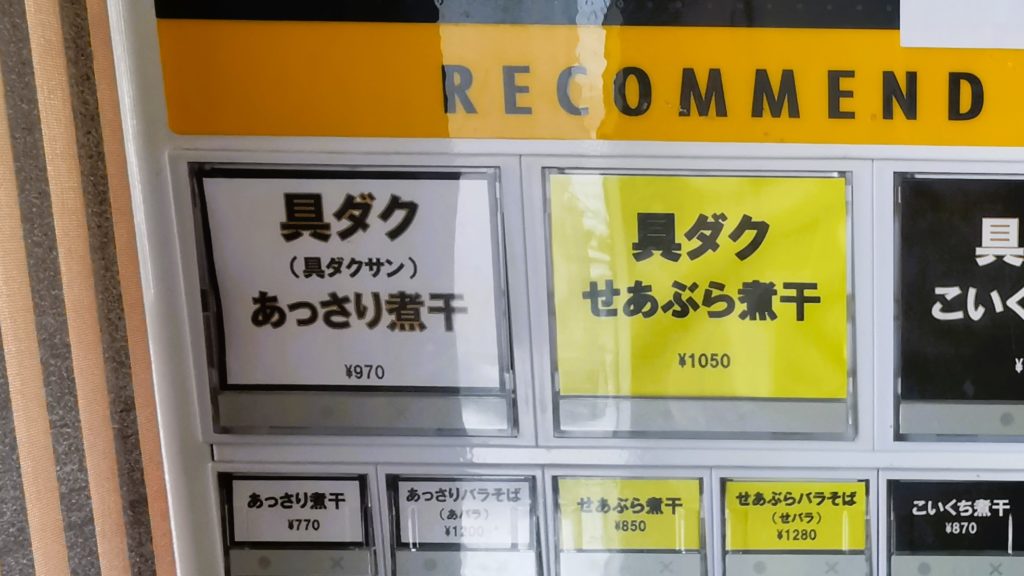 RECOMMEND
具ダク
(具ダクサン)
あっさり煮干
¥970
具ダク
せあぶら煮干
¥1050
具
こいく
¥
あっさり煮干
¥770
あっさりバラそば
(あバラ)
¥1200
せあぶら煮干
¥850
せあぶらバラそば
(せバラ)
¥1280
こいくち煮干
¥870